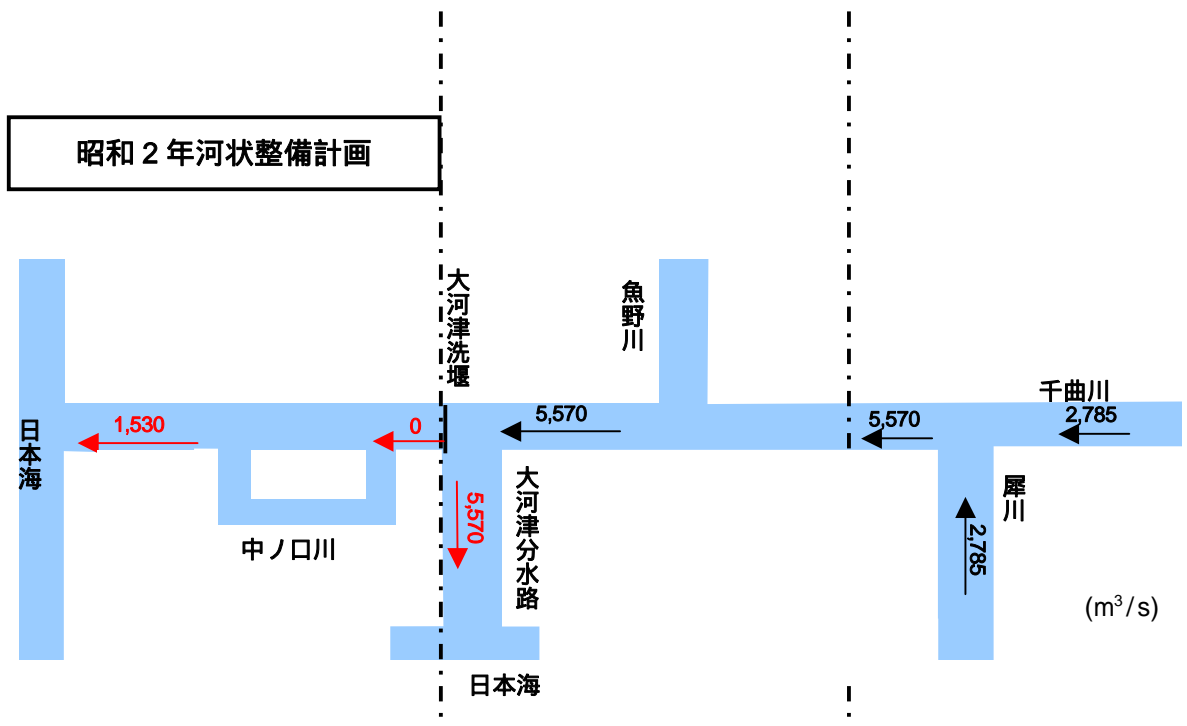 昭和２年河状整備計画
大河津洗堰
魚野川
千曲川
1,530
0
5,570
5,570
2,785
日本海
5,570
大河津分水路
犀川
2,785
中ノ口川
(m³/s)
日本海